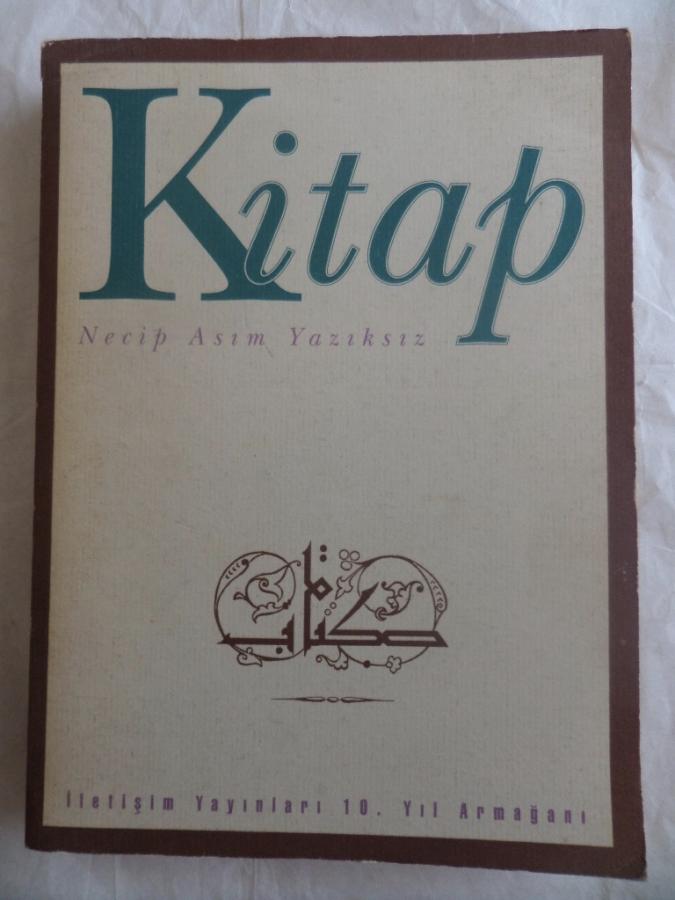 Kitap
Necip Asım Yazıksız
كتاب
İletişim Yayınları 10. Yıl Armağanı